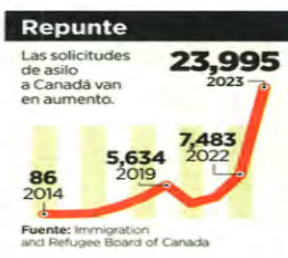 Repunte
Las solicitudes
de asilo
a Canadá van
en aumento.
23,995
2023
7,483
2022
5,634
2019
86
2014
Fuente: Immigration
and Refugee Board of Canada